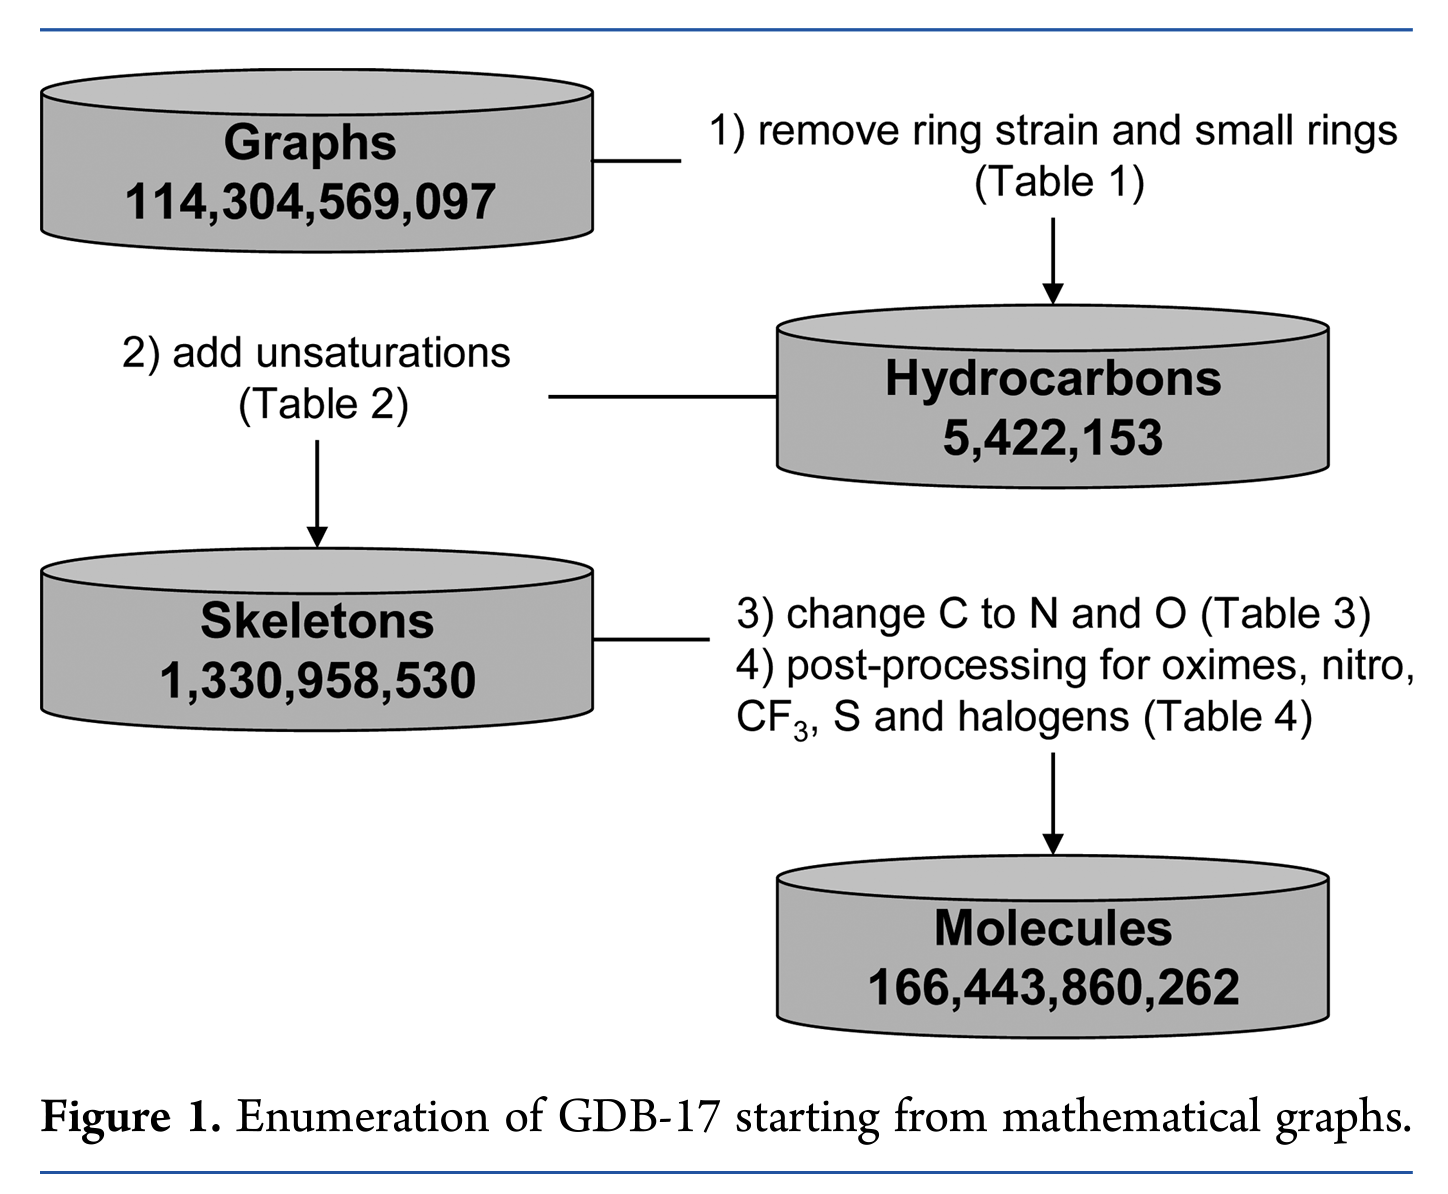 Graphs
114,304,569,097
1) remove ring strain and small rings
(Table 1)
2) add unsaturations
(Table 2)
Hydrocarbons
5,422,153
Skeletons
1,330,958,530
3) change C to N and O (Table 3)
4) post-processing for oximes, nitro,
CF₃, S and halogens (Table 4)
Molecules
166,443,860,262
Figure 1. Enumeration of GDB-17 starting from mathematical graphs.